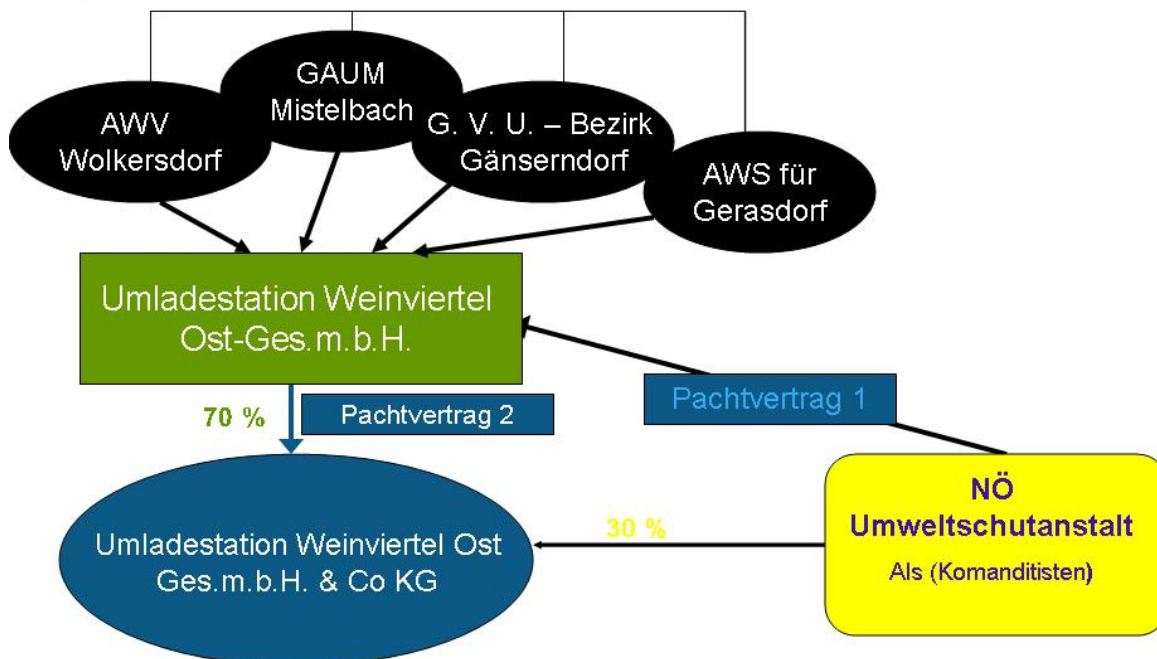 GAUM
Mistelbach
AWV
Wolkersdorf
G. V. U. – Bezirk
Gänserndorf
AWS für
Gerasdorf
Umladestation Weinviertel
Ost-Ges.m.b.H.
70 %
Pachtvertrag 2
Pachtvertrag 1
Umladestation Weinviertel Ost
Ges.m.b.H. & Co KG
30 %
NÖ
Umweltschutanstalt
Als (Komanditisten)